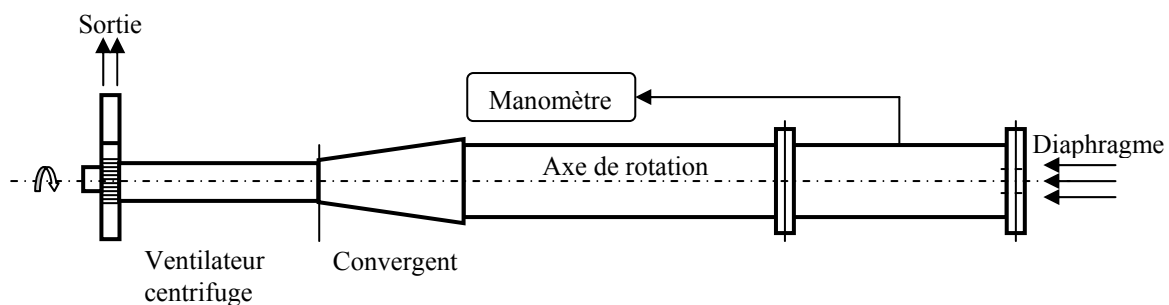 Sortie
Manomètre
Diaphragme
Axe de rotation
Ventilateur
centrifuge
Convergent